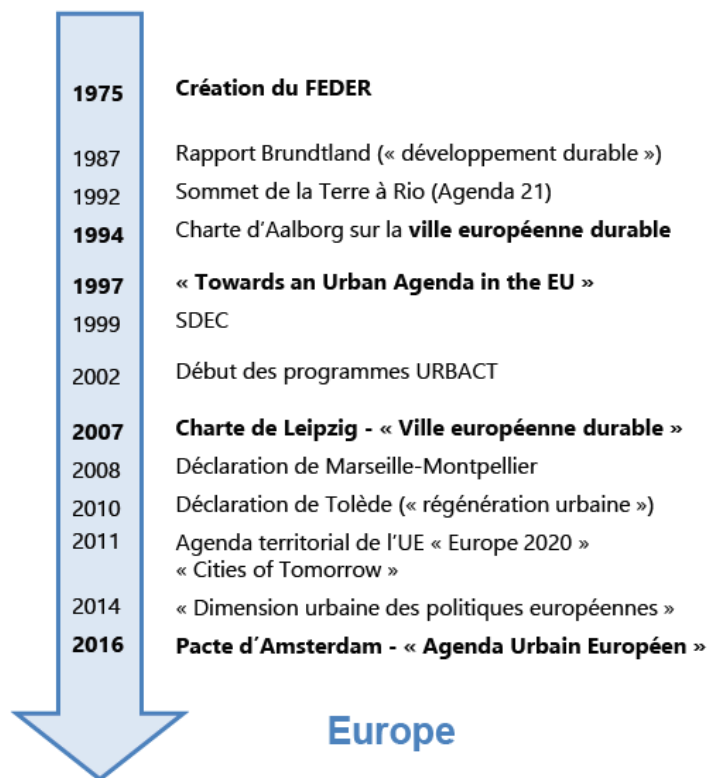 1975 Création du FEDER
1987 Rapport Brundtland (« développement durable »)
1992 Sommet de la Terre à Rio (Agenda 21)
1994 Charte d’Aalborg sur la ville européenne durable
1997 « Towards an Urban Agenda in the EU »
1999 SDEC
2002 Début des programmes URBACT
2007 Charte de Leipzig - « Ville européenne durable »
2008 Déclaration de Marseille-Montpellier
2010 Déclaration de Tolède (« régénération urbaine »)
2011 Agenda territorial de l’UE « Europe 2020 »
« Cities of Tomorrow »
2014 « Dimension urbaine des politiques européennes »
2016 Pacte d´Amsterdam - « Agenda Urbain Européen »
Europe